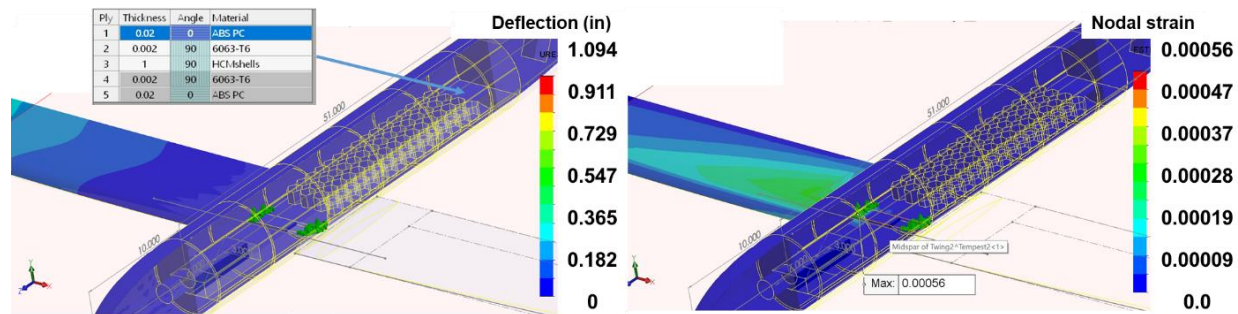 Ply Thickness Angle Material
1 0.02 0 ABS PC
2 0.002 90 6063-T6
3 1 90 HCMshells
4 0.002 90 6063-T6
5 0.02 0 ABS PC
Deflection (in)
1.094
0.911
0.729
0.547
0.365
0.182
0
URE
51.000
10.000
Nodal strain
0.00056
0.00047
0.00037
0.00028
0.00019
0.00009
0.0
EST
51.000
10.000
Midspar of Twing2^Tempest2<1>
Max: 0.00056